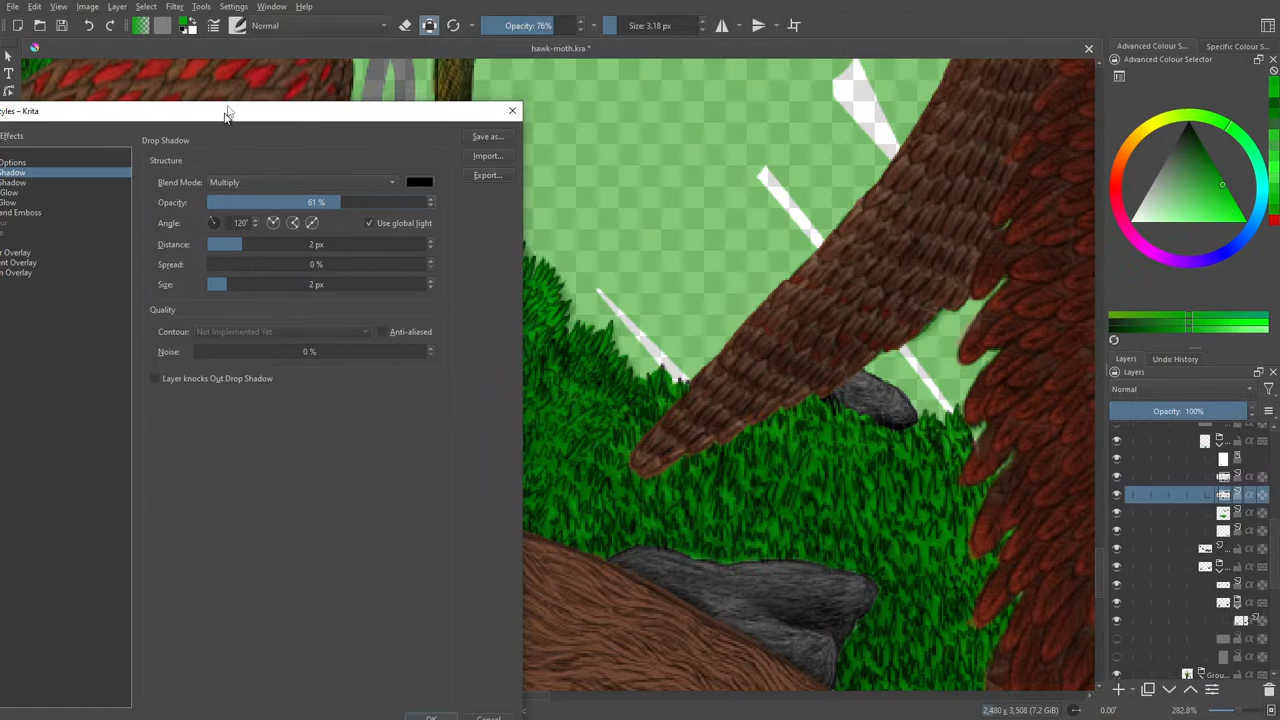 File Edit View Image Layer Select Filter Tools Settings Window Help
Normal
Opacity: 76%
Size: 3.18 px
hawk-moth.kra *
Advanced Colour S...
Specific Colour S...
Advanced Colour Selector
tyles – Krita
Effects
Options
Shadow
Shadow
Glow
Glow
and Emboss
ur
e
r Overlay
ent Overlay
n Overlay
Drop Shadow
Structure
Blend Mode: Multiply
Opacity: 61 %
Angle: 120° Use global light
Distance: 2 px
Spread: 0 %
Size: 2 px
Quality
Contour: Not Implemented Yet Anti-aliased
Noise: 0 %
Layer knocks Out Drop Shadow
Save as...
Import...
Export...
OK Cancel
Layers Undo History
Layers
Normal
Opacity: 100%
Grou...
2,480 x 3,508 (7.2 GiB)
0.00°
282.8%